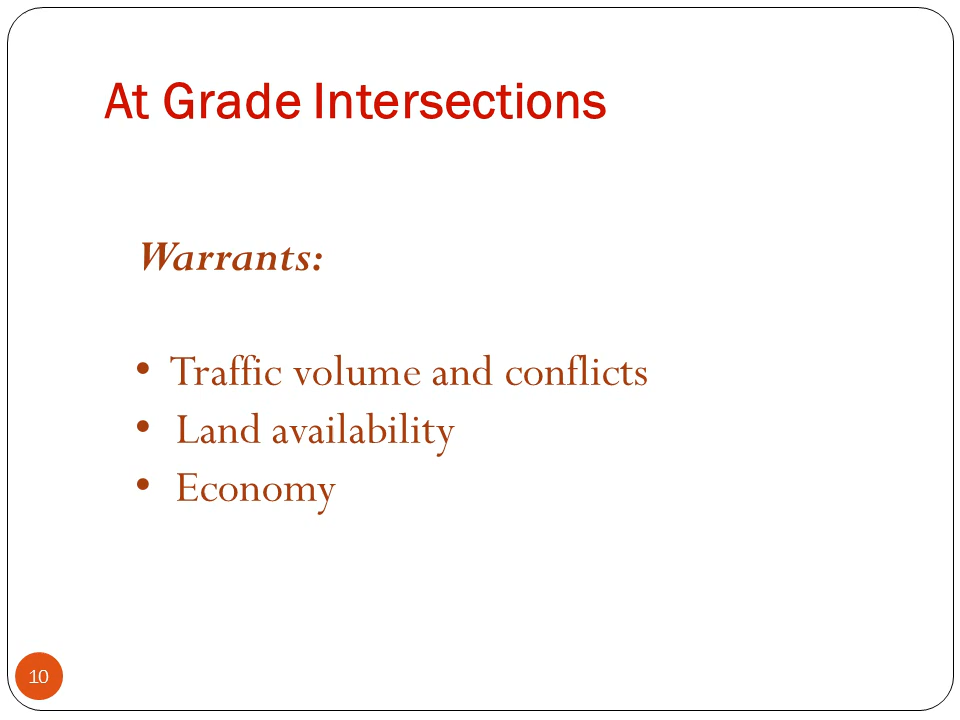 At Grade Intersections
Warrants:
• Traffic volume and conflicts
• Land availability
• Economy
10